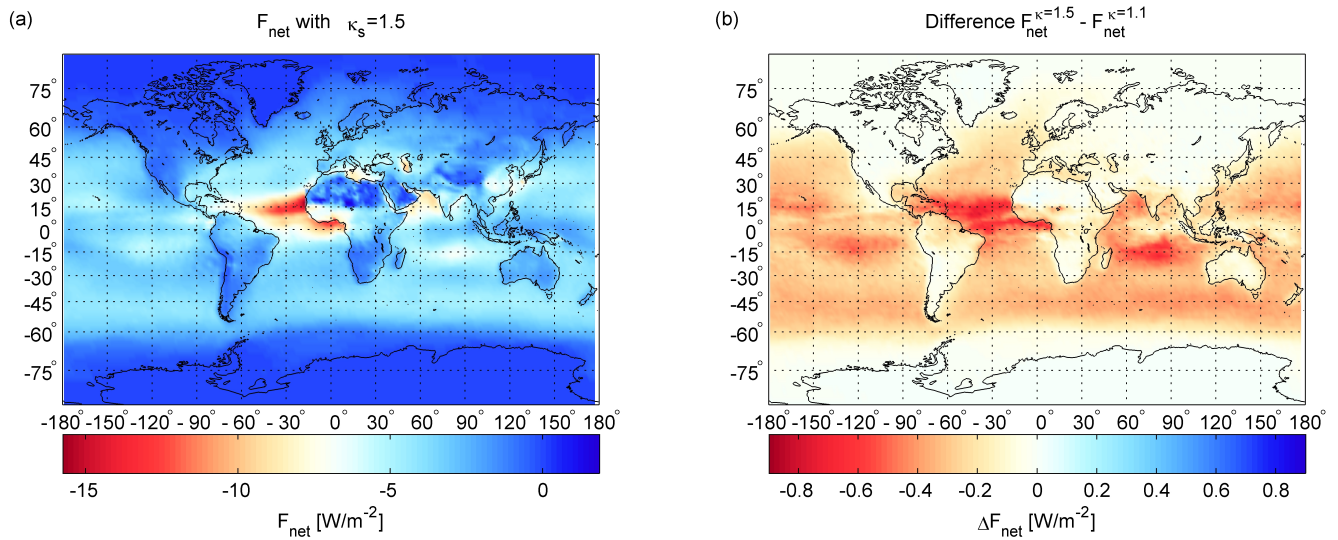 (a) F_net with κ_s=1.5
75°
60°
45°
30°
15°
0°
-15°
-30°
-45°
-60°
-75°
-180° -150° -120° -90° -60° -30° 0° 30° 60° 90° 120° 150° 180°
-15 -10 -5 0
F_net [W/m^-2]
(b) Difference F_net^κ=1.5 - F_net^κ=1.1
75°
60°
45°
30°
15°
0°
-15°
-30°
-45°
-60°
-75°
-180° -150° -120° -90° -60° -30° 0° 30° 60° 90° 120° 150° 180°
-0.8 -0.6 -0.4 -0.2 0 0.2 0.4 0.6 0.8
ΔF_net [W/m^-2]